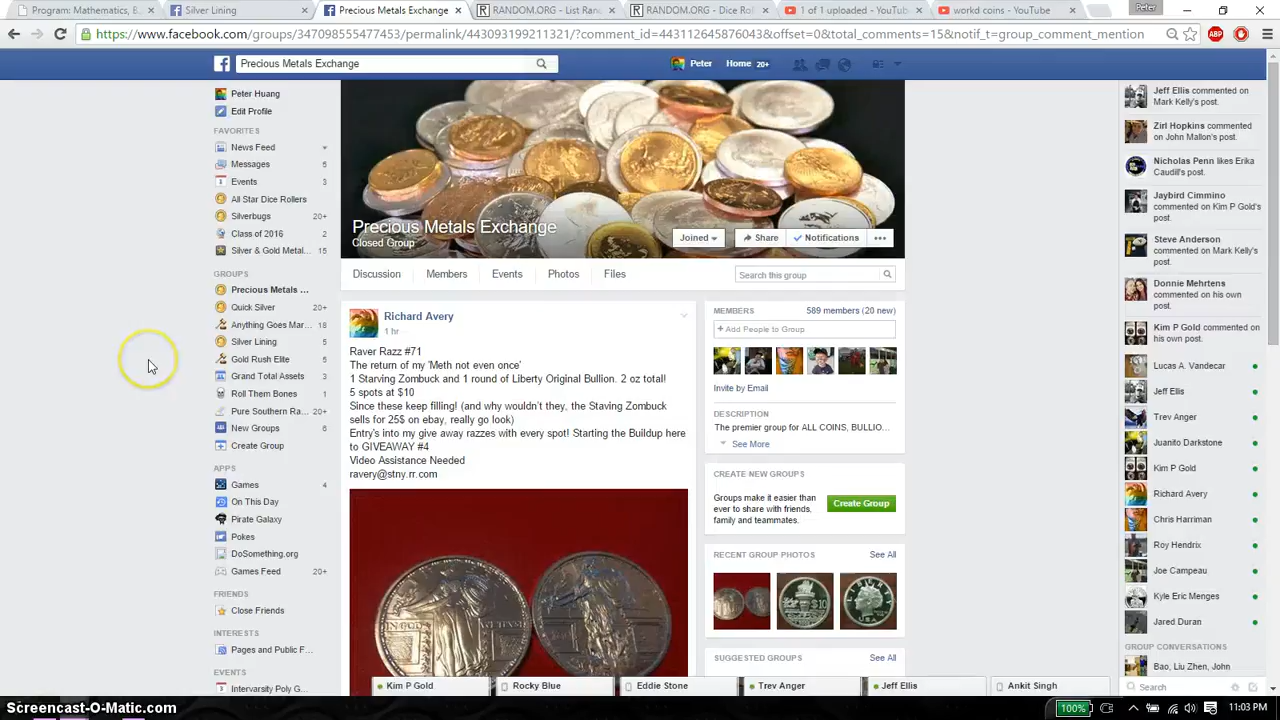 Program: Mathematics, B
Silver Lining
Precious Metals Exchange
RANDOM.ORG - List Ran
RANDOM.ORG - Dice Rol
1 of 1 uploaded - YouTub
workd coins - YouTube
Peter
https://www.facebook.com/groups/347098555477453/permalink/443093199211321/?comment_id=443112645876043&offset=0&total_comments=15&notif_t=group_comment_mention
ABP
Precious Metals Exchange
Peter
Home 20+
Peter Huang
Edit Profile
FAVORITES
News Feed
Messages 5
Events 3
All Star Dice Rollers
Silverbugs 20+
Class of 2016 2
Silver & Gold Metal... 15
GROUPS
Precious Metals ...
Quick Silver 20+
Anything Goes Mar... 18
Silver Lining 5
Gold Rush Elite 5
Grand Total Assets 3
Roll Them Bones 1
Pure Southern Ra... 20+
New Groups 6
Create Group
APPS
Games 4
On This Day
Pirate Galaxy
Pokes
DoSomething.org
Games Feed 20+
FRIENDS
Close Friends
INTERESTS
Pages and Public F...
EVENTS
Intervarsity Poly G...
Precious Metals Exchange
Closed Group
Joined
Share
Notifications
Discussion
Members
Events
Photos
Files
Search this group
Richard Avery
1 hr
Raver Razz #71
The return of my 'Meth not even once'
1 Starving Zombuck and 1 round of Liberty Original Bullion. 2 oz total!
5 spots at $10
Since these keep filling! (and why wouldn't they, the Staving Zombuck
sells for 25$ on ebay, really go look)
Entry's into my give away razzes with every spot! Starting the Buildup here
to GIVEAWAY #4
Video Assistance Needed
ravery@stny.rr.com
MEMBERS
589 members (20 new)
+ Add People to Group
Invite by Email
DESCRIPTION
The premier group for ALL COINS, BULLIO...
See More
CREATE NEW GROUPS
Groups make it easier than
ever to share with friends,
family and teammates.
Create Group
RECENT GROUP PHOTOS
See All
SUGGESTED GROUPS
See All
Jeff Ellis commented on
Mark Kelly's post.
Zirl Hopkins commented
on John Mallon's post.
Nicholas Penn likes Erika
Caudill's post.
Jaybird Cimmino
commented on Kim P Gold's
post.
Steve Anderson
commented on Mark Kelly's
post.
Donnie Mehrtens
commented on his own
post.
Kim P Gold commented on
his own post.
Lucas A. Vandecar
Jeff Ellis
Trev Anger
Juanito Darkstone
Kim P Gold
Richard Avery
Chris Harriman
Roy Hendrix
Joe Campeau
Kyle Eric Menges
Jared Duran
GROUP CONVERSATIONS
Bao, Liu Zhen, John
Search
Kim P Gold
Rocky Blue
Eddie Stone
Trev Anger
Jeff Ellis
Ankit Singh
Screencast-O-Matic.com
100%
11:03 PM